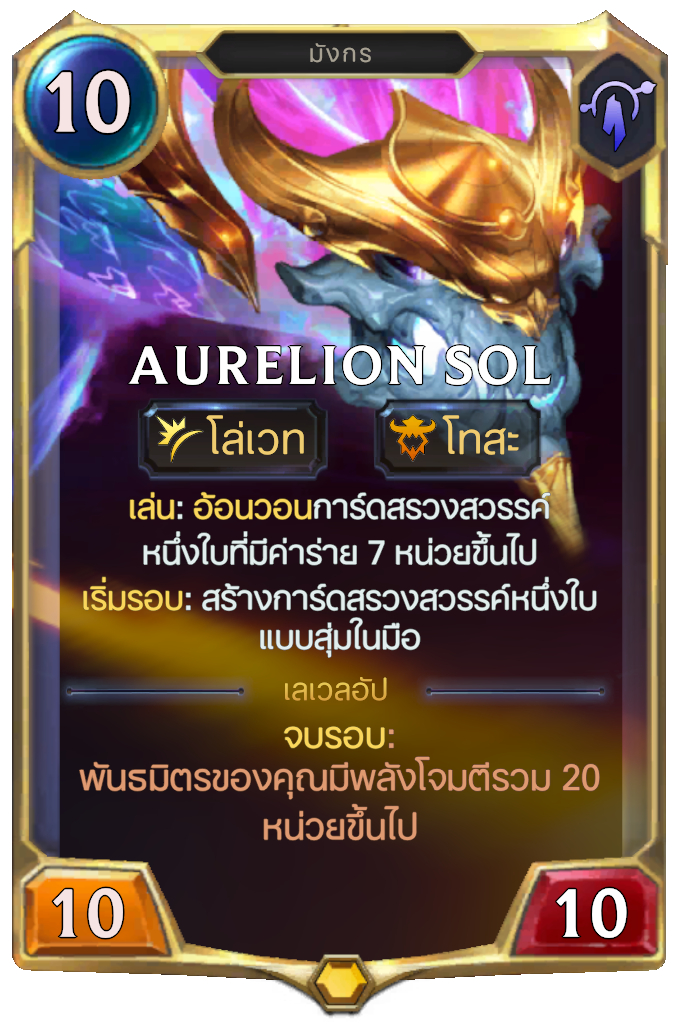 มังกร
10
AURELION SOL
โล่เวท โทสะ
เล่น: อ้อนวอนการ์ดสรวงสวรรค์
หนึ่งใบที่มีค่าร่าย 7 หน่วยขึ้นไป
เริ่มรอบ: สร้างการ์ดสรวงสวรรค์หนึ่งใบ
แบบสุ่มในมือ
เลเวลอัป
จบรอบ:
พันธมิตรของคุณมีพลังโจมตีรวม 20
หน่วยขึ้นไป
10 10